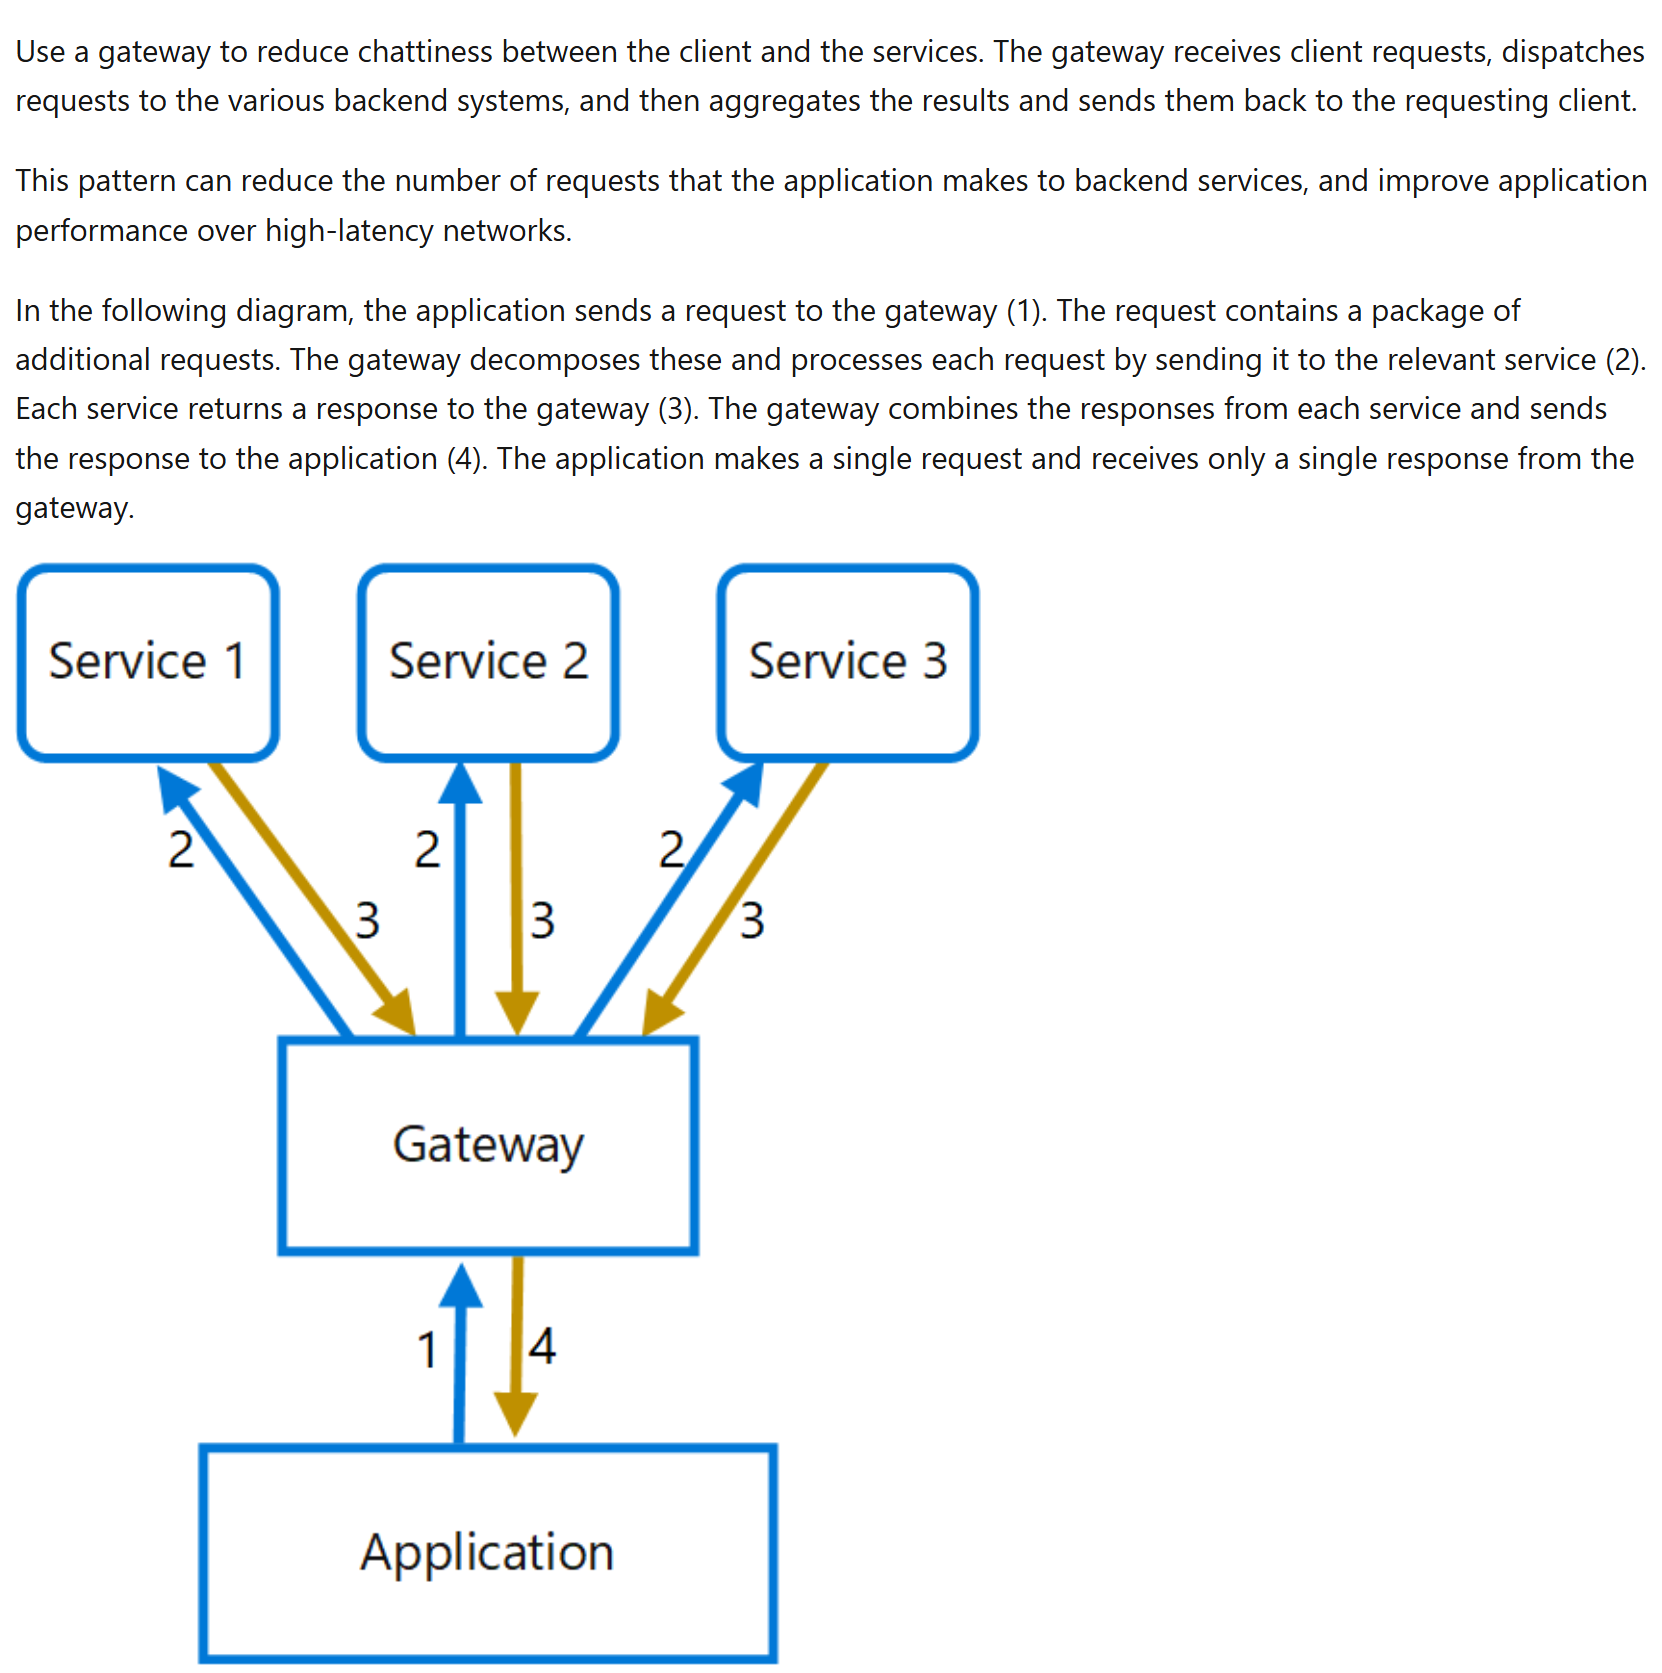 Use a gateway to reduce chattiness between the client and the services. The gateway receives client requests, dispatches
requests to the various backend systems, and then aggregates the results and sends them back to the requesting client.
This pattern can reduce the number of requests that the application makes to backend services, and improve application
performance over high-latency networks.
In the following diagram, the application sends a request to the gateway (1). The request contains a package of
additional requests. The gateway decomposes these and processes each request by sending it to the relevant service (2).
Each service returns a response to the gateway (3). The gateway combines the responses from each service and sends
the response to the application (4). The application makes a single request and receives only a single response from the
gateway.
Service 1
Service 2
Service 3
2
2
2
3
3
3
Gateway
1
4
Application